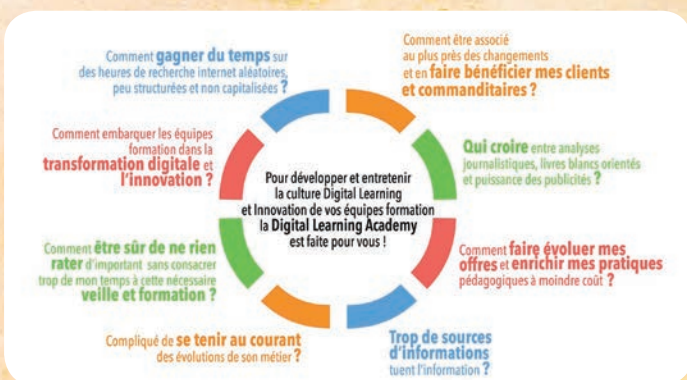 Comment gagner du temps sur
des heures de recherche internet aléatoires,
peu structurées et non capitalisées ?
Comment être associé
au plus près des changements
et en faire bénéficier mes clients
et commanditaires ?
Comment embarquer les équipes
formation dans la
transformation digitale et
l'innovation ?
Qui croire entre analyses
journalistiques, livres blancs orientés
et puissance des publicités ?
Pour développer et entretenir
la culture Digital Learning
et Innovation de vos équipes formation
la Digital Learning Academy
est faite pour vous !
Comment être sûr de ne rien
rater d'important sans consacrer
trop de mon temps à cette nécessaire
veille et formation ?
Comment faire évoluer mes
offres et enrichir mes pratiques
pédagogiques à moindre coût ?
Compliqué de se tenir au courant
des évolutions de son métier ?
Trop de sources
d'informations
tuent l'information ?